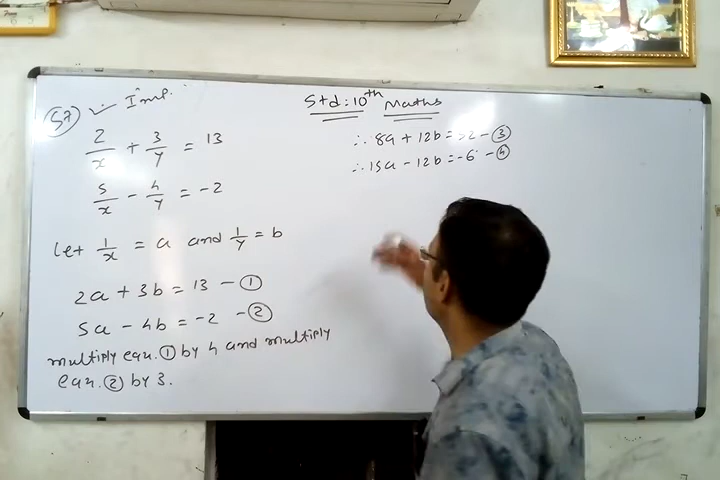 57 ✓ Imp.
Std:10th Maths
2/x + 3/y = 13
5/x - 4/y = -2
Let 1/x = a and 1/y = b
2a + 3b = 13 - ①
5a - 4b = -2 - ②
multiply eqn. ① by 4 and multiply
eqn. ② by 3.
∴ 8a + 12b = 52 - ③
∴ 15a - 12b = -6 - ④